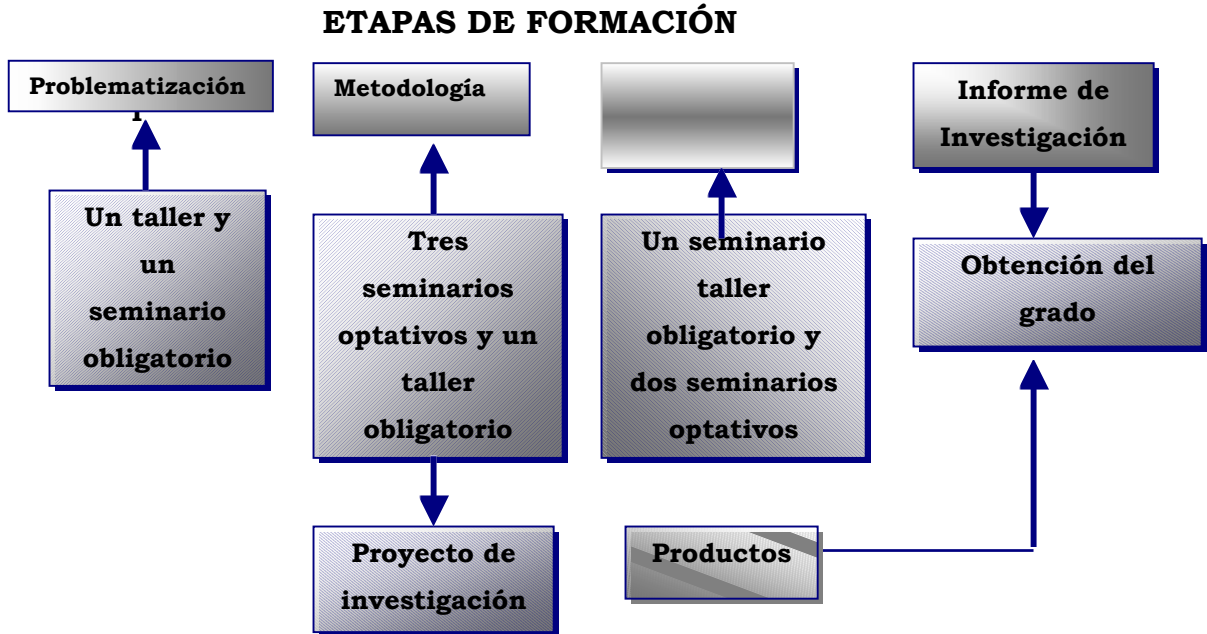 ETAPAS DE FORMACIÓN
Problematización
Metodología
Informe de
Investigación
Un taller y
un
seminario
obligatorio
Tres
seminarios
optativos y un
taller
obligatorio
Un seminario
taller
obligatorio y
dos seminarios
optativos
Obtención del
grado
Proyecto de
investigación
Productos